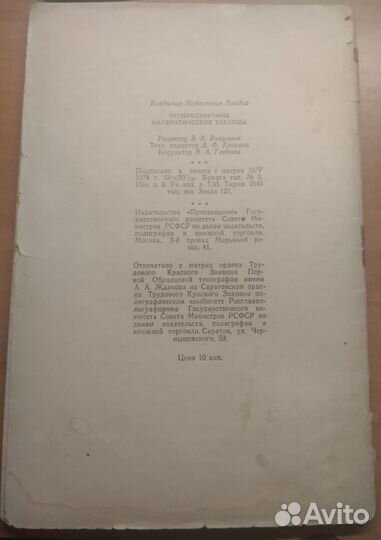 Владимир Модестович Брадис
ЧЕТЫРЕХЗНАЧНЫЕ
МАТЕМАТИЧЕСКИЕ ТАБЛИЦЫ
Редактор Э. К. Викулина
Техн. редактор В. Ф. Коскина
Корректор В. А. Глебова
* * *
Подписано к печати с матриц 16/V
1974 г. 60×90¹/₁₆. Бумага тип. № 2.
Печ. л. 6. Уч.-изд. л. 7,45. Тираж 2560
тыс. экз. Заказ 127.
* * *
Издательство «Просвещение» Госу-
дарственного комитета Совета Ми-
нистров РСФСР по делам издательств,
полиграфии и книжной торговли.
Москва, 3-й проезд Марьиной ро-
щи, 41.
Отпечатано с матриц ордена Тру-
дового Красного Знамени Пер-
вой Образцовой типографии имени
А. А. Жданова на Саратовском орде-
на Трудового Красного Знамени по-
лиграфическом комбинате Росглавпо-
лиграфпрома Государственного ко-
митета Совета Министров РСФСР по
делам издательств, полиграфии и
книжной торговли. Саратов, ул. Чер-
нышевского, 59.
Цена 10 коп.
Avito